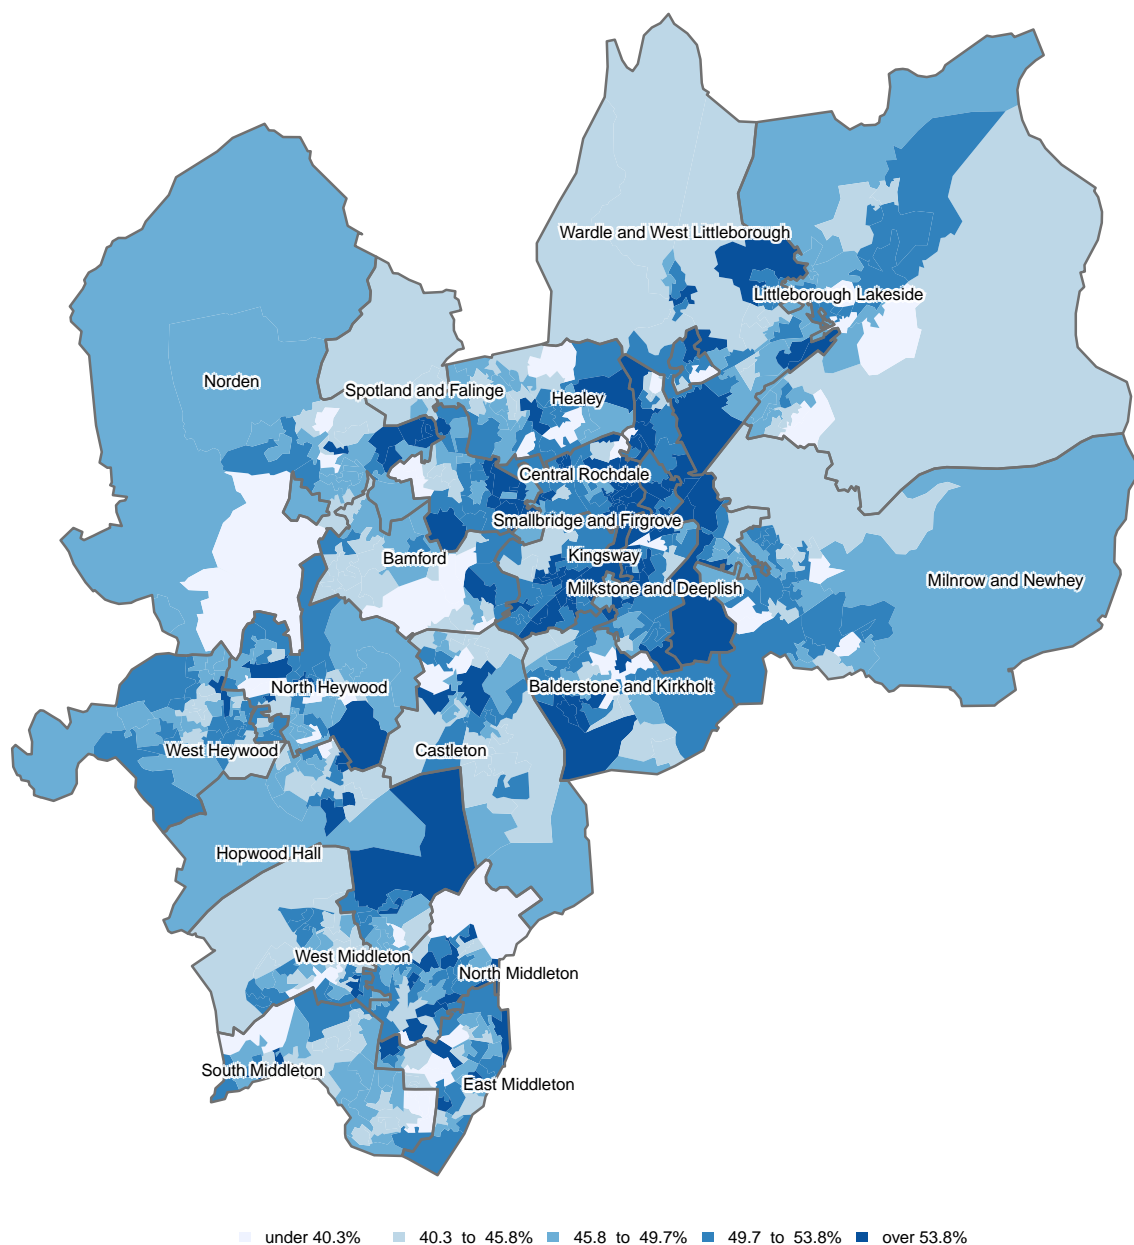 Wardle and West Littleborough
Littleborough Lakeside
Norden
Spotland and Falinge
Healey
Central Rochdale
Smallbridge and Firgrove
Bamford
Kingsway
Milkstone and Deeplish
Milnrow and Newhey
North Heywood
Balderstone and Kirkholt
West Heywood
Castleton
Hopwood Hall
West Middleton
North Middleton
South Middleton
East Middleton
under 40.3% 40.3 to 45.8% 45.8 to 49.7% 49.7 to 53.8% over 53.8%